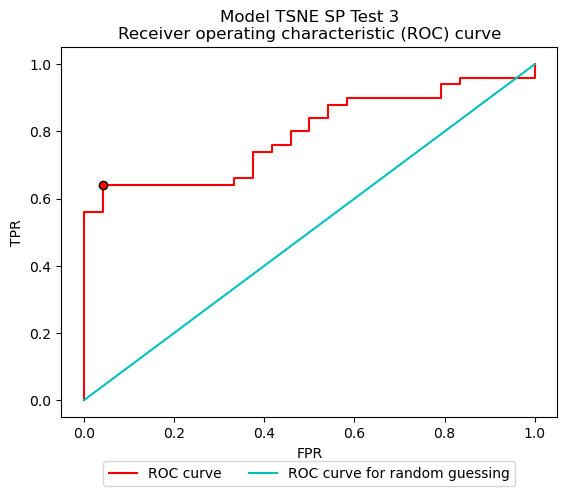 Model TSNE SP Test 3
Receiver operating characteristic (ROC) curve
1.0
0.8
0.6
0.4
0.2
0.0
TPR
0.0 0.2 0.4 0.6 0.8 1.0
FPR
ROC curve ROC curve for random guessing